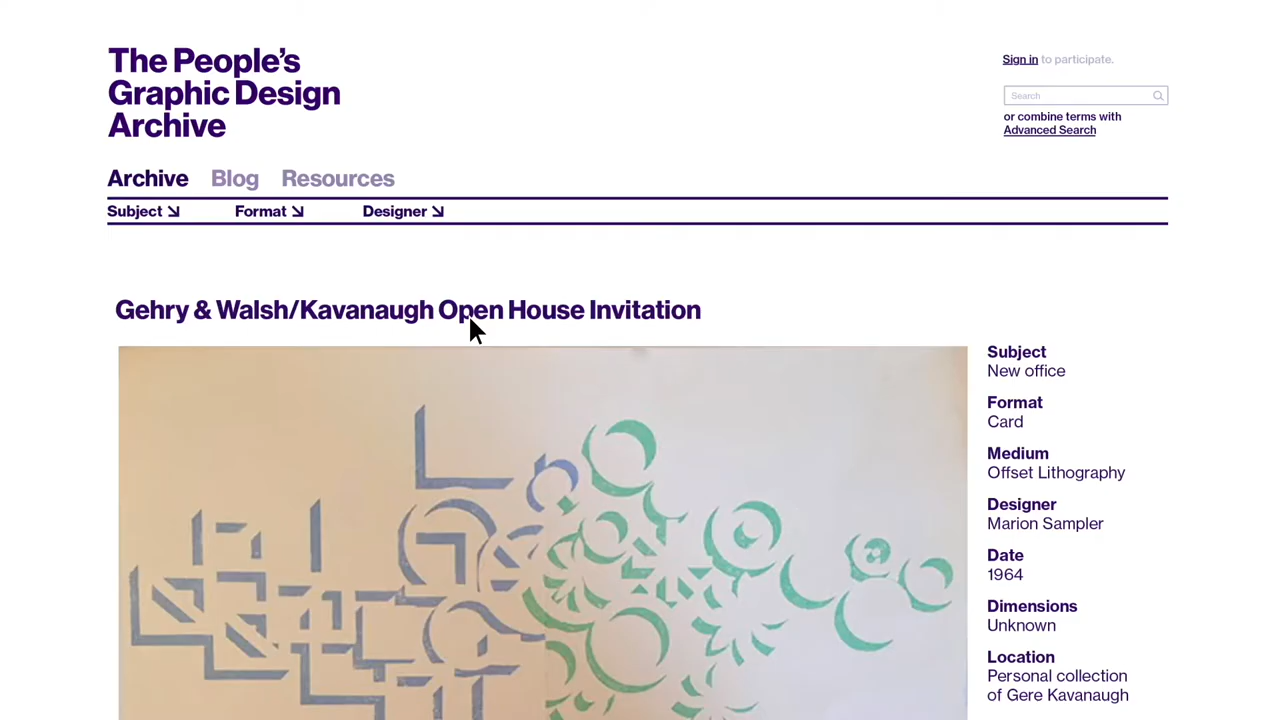 The People's
Graphic Design
Archive
Sign in to participate.
Search
or combine terms with
Advanced Search
Archive Blog Resources
Subject ↘ Format ↘ Designer ↘
Gehry & Walsh/Kavanaugh Open House Invitation
Subject
New office
Format
Card
Medium
Offset Lithography
Designer
Marion Sampler
Date
1964
Dimensions
Unknown
Location
Personal collection
of Gere Kavanaugh